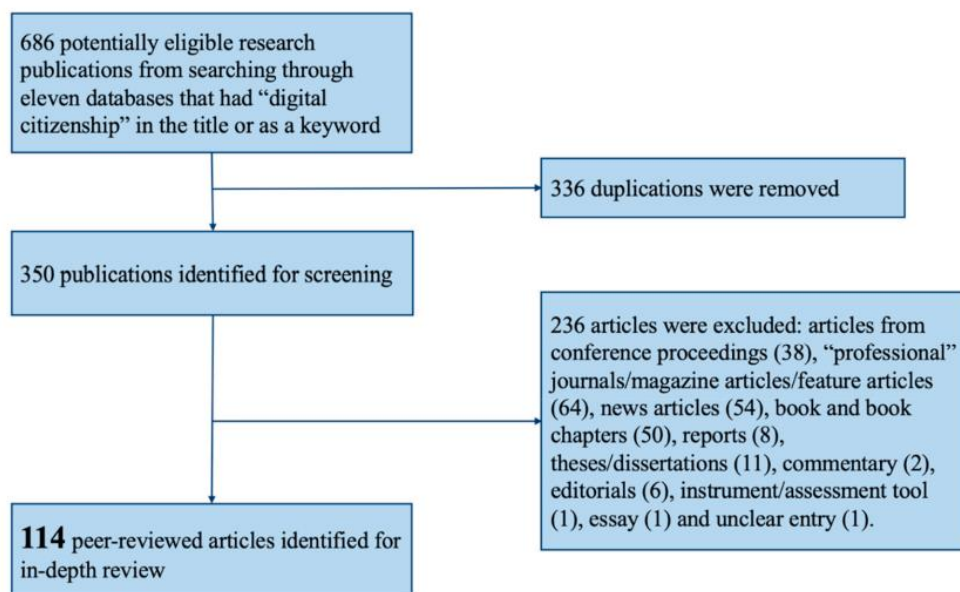 686 potentially eligible research
publications from searching through
eleven databases that had “digital
citizenship” in the title or as a keyword
336 duplications were removed
350 publications identified for screening
236 articles were excluded: articles from
conference proceedings (38), “professional”
journals/magazine articles/feature articles
(64), news articles (54), book and book
chapters (50), reports (8),
theses/dissertations (11), commentary (2),
editorials (6), instrument/assessment tool
(1), essay (1) and unclear entry (1).
114 peer-reviewed articles identified for
in-depth review